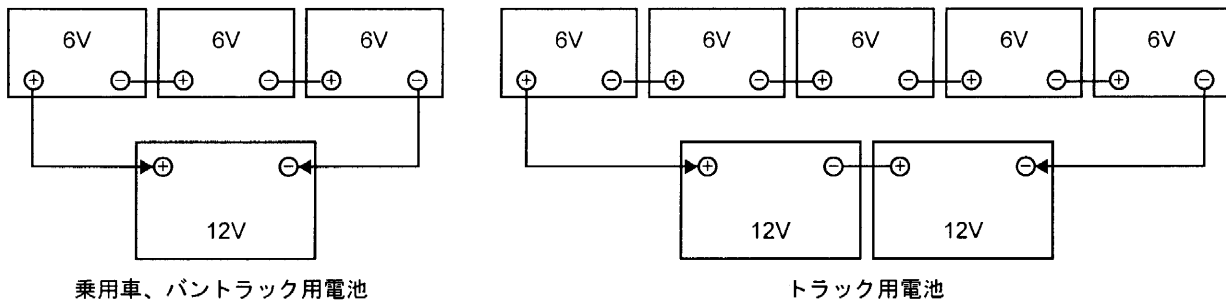 6V 6V 6V 6V 6V 6V 6V 6V
+ - + - + - + - + - + - + - + -
+ - + - + -
12V 12V 12V
乗用車、バントラック用電池 トラック用電池